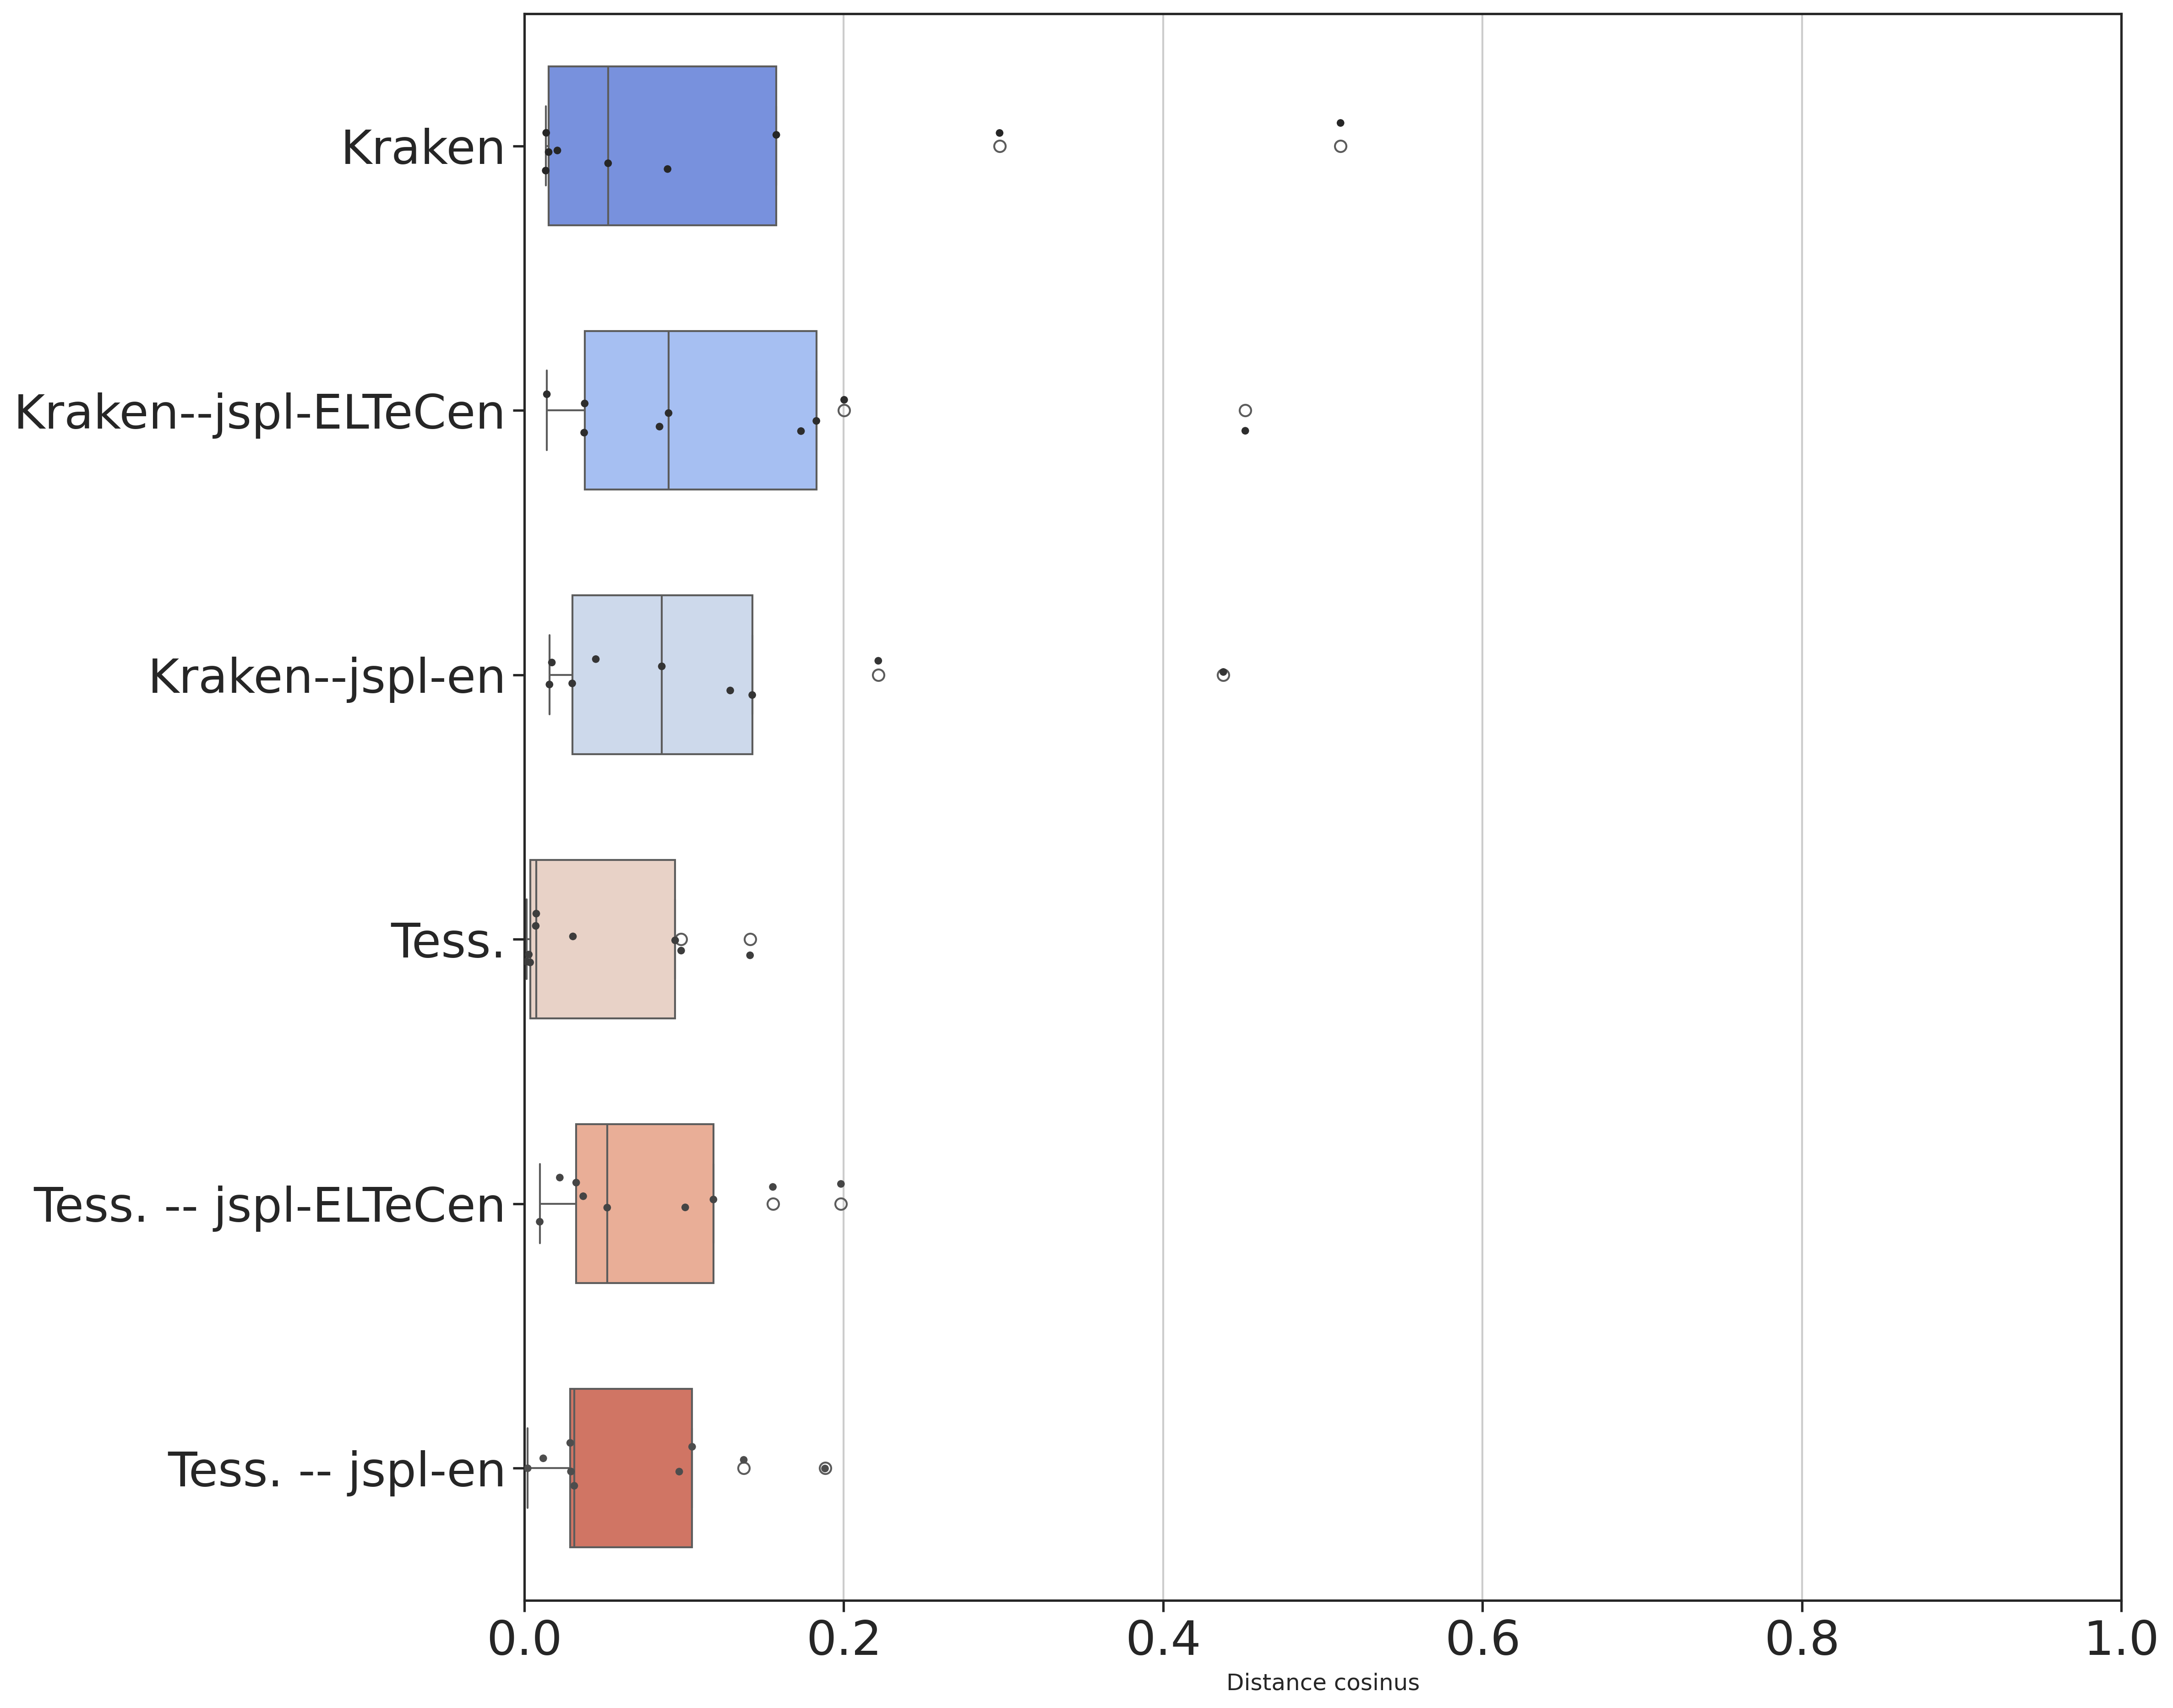 Kraken
Kraken--jspl-ELTeCen
Kraken--jspl-en
Tess.
Tess. -- jspl-ELTeCen
Tess. -- jspl-en
0.0 0.2 0.4 0.6 0.8 1.0
Distance cosinus